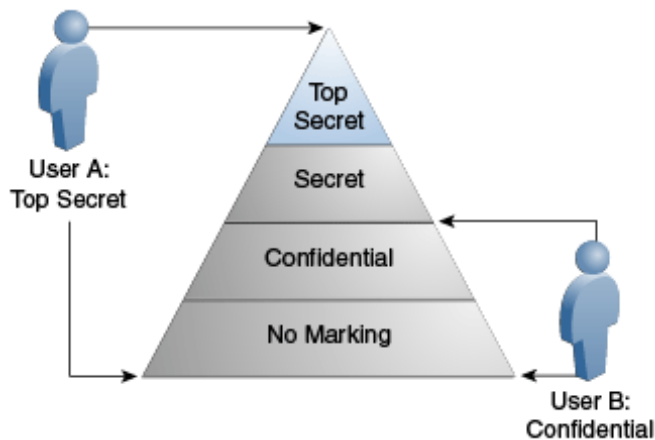 Top
Secret
User A:
Top Secret
Secret
Confidential
No Marking
User B:
Confidential